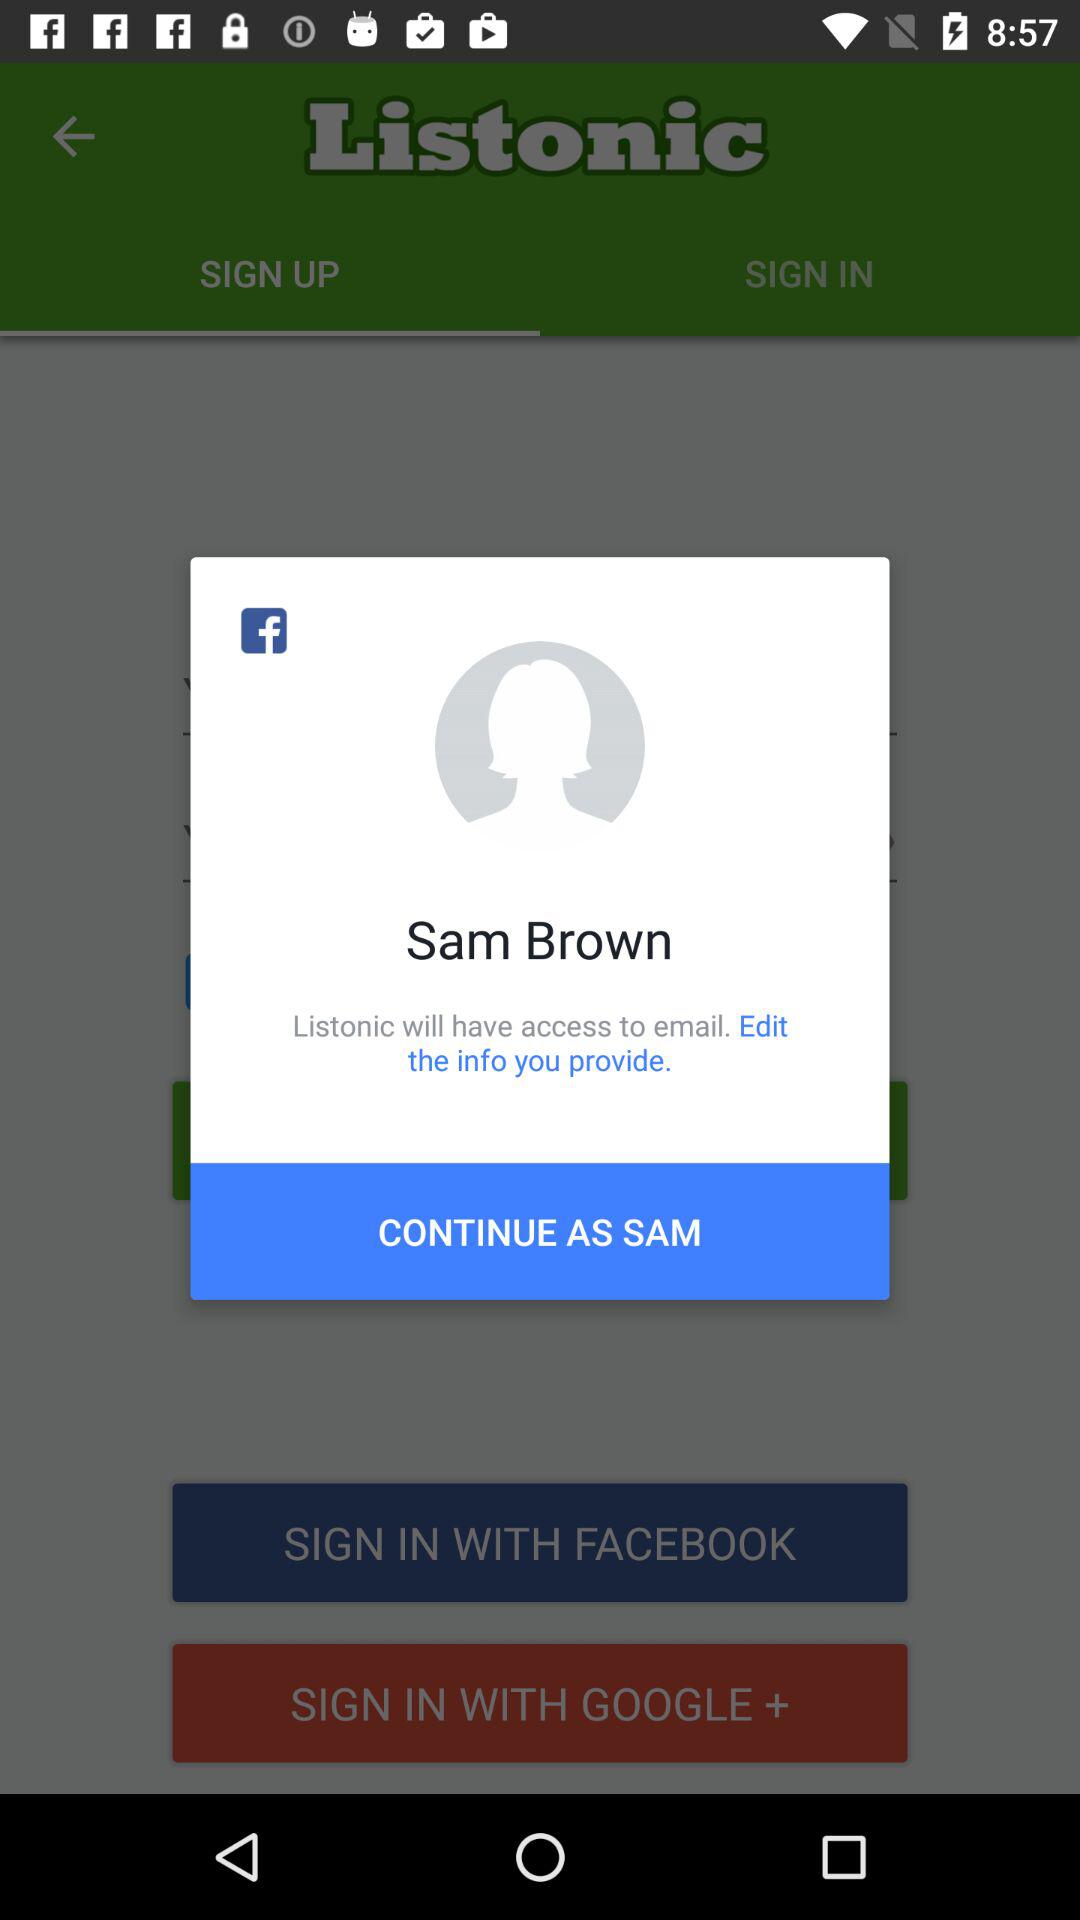 8:57
Listonic
SIGN UP
SIGN IN
Sam Brown
Listonic will have access to email. Edit
the info you provide.
CONTINUE AS SAM
SIGN IN WITH FACEBOOK
SIGN IN WITH GOOGLE +